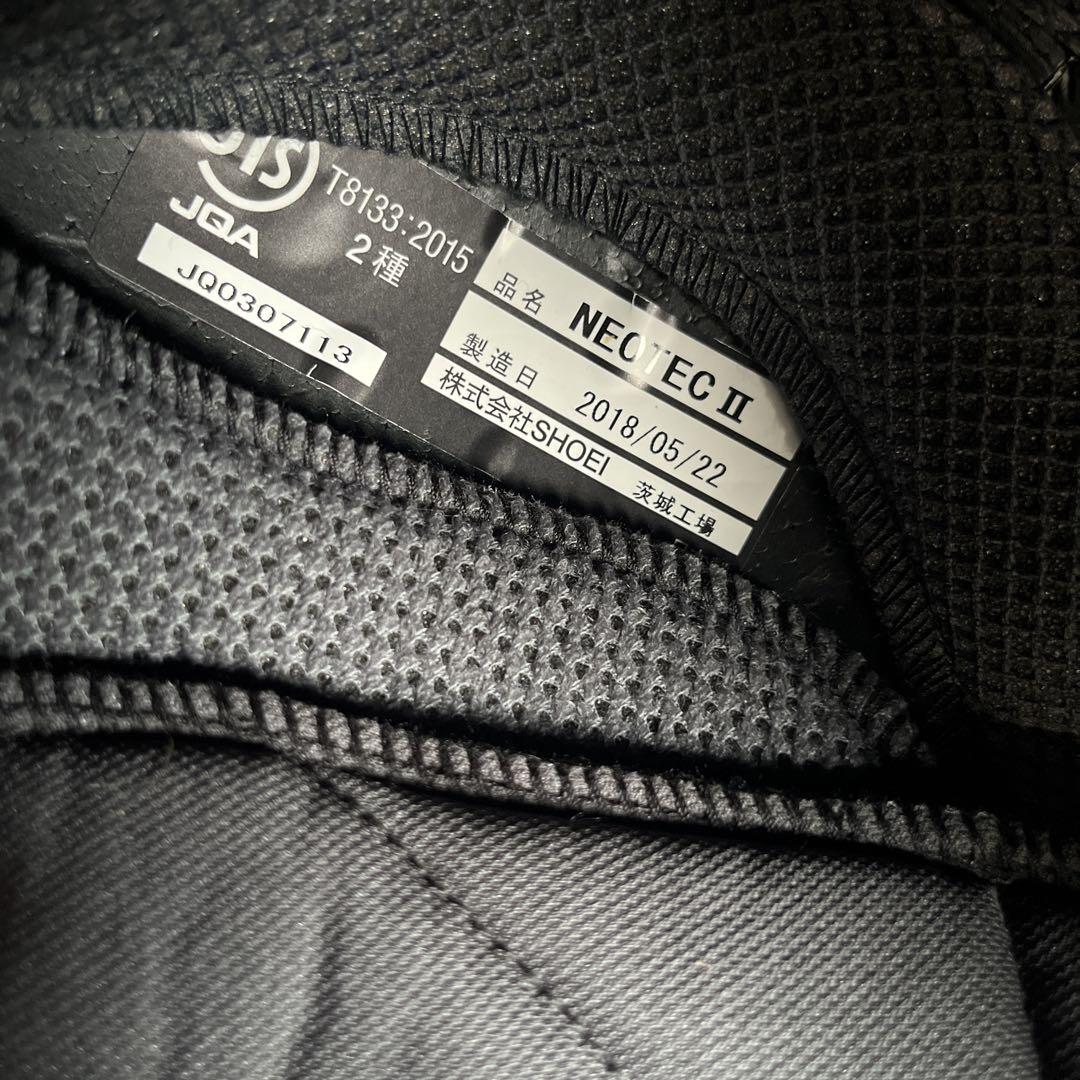 JIS
JQA
T8133:2015
2種
JQ0307113
品名 NEOTEC II
製造日 2018/05/22
株式会社SHOEI 茨城工場